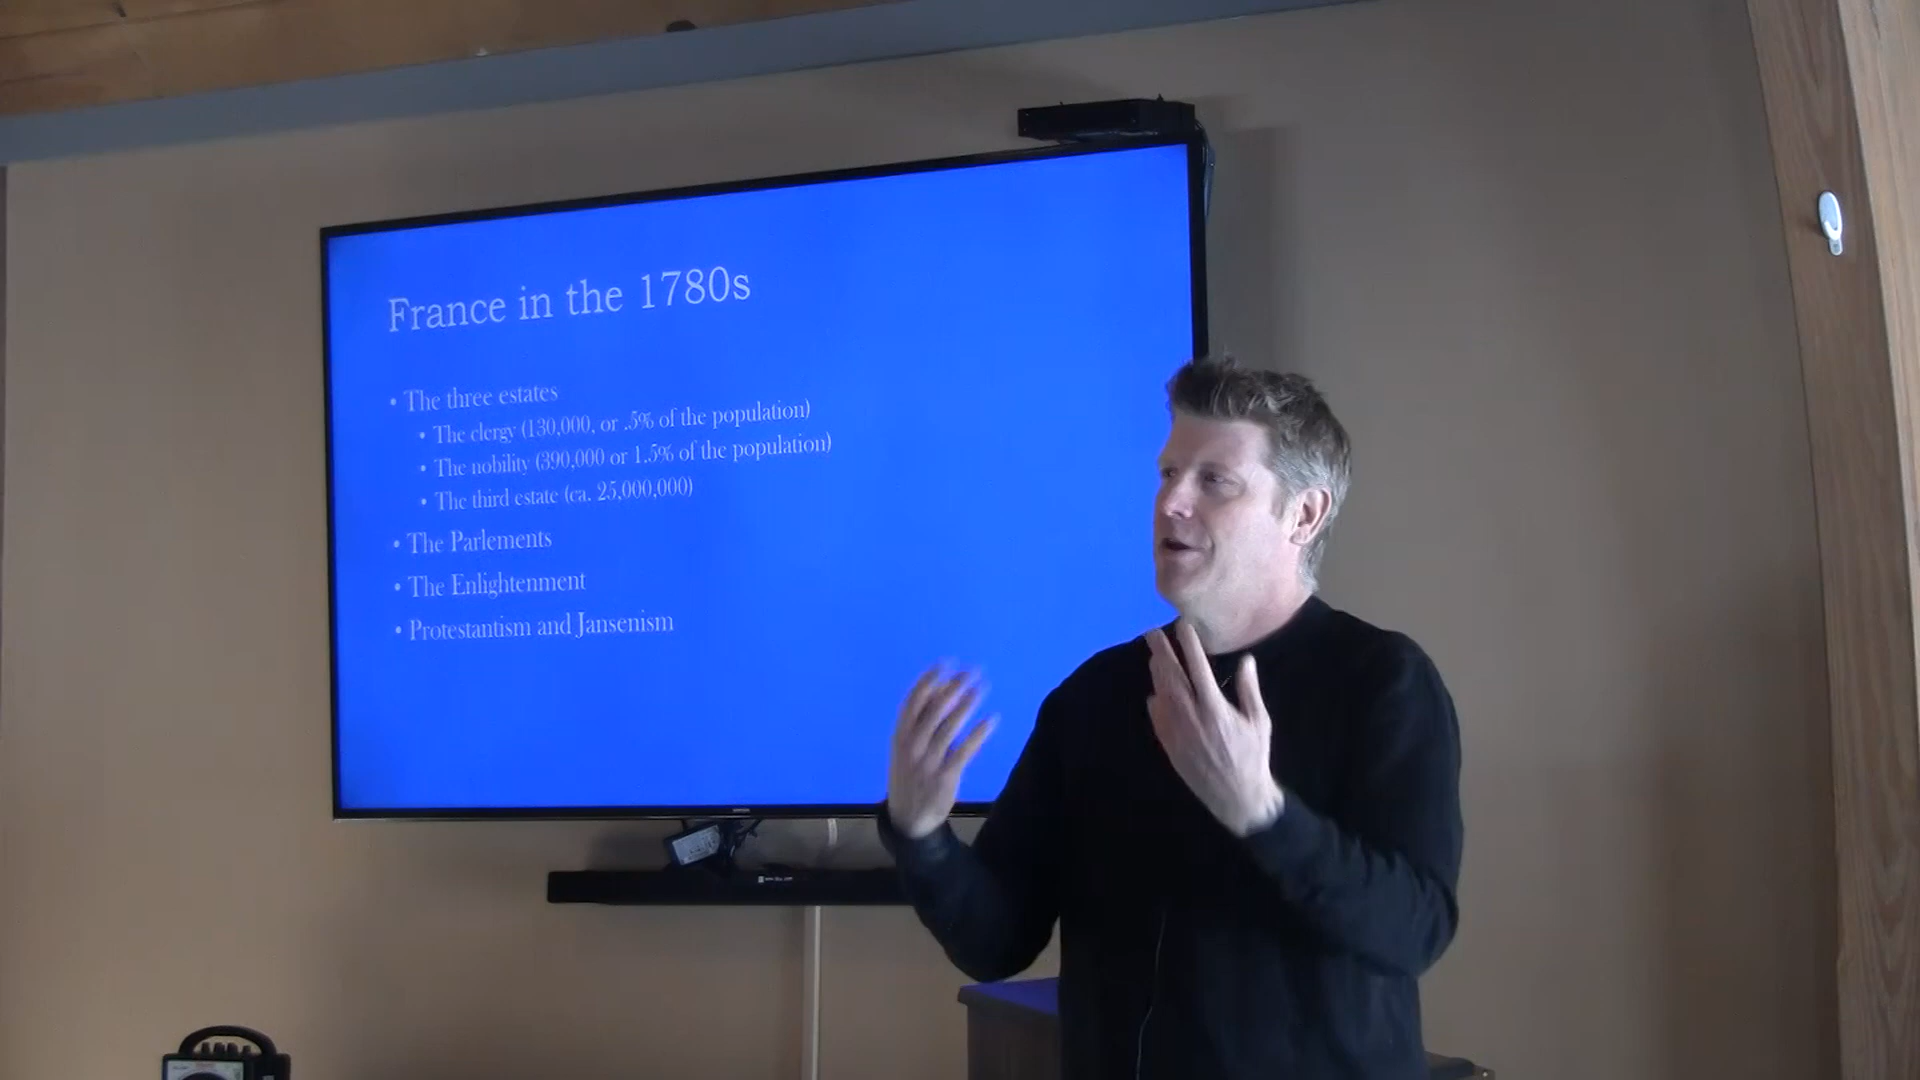 France in the 1780s
• The three estates
• The clergy (130,000, or .5% of the population)
• The nobility (390,000 or 1.5% of the population)
• The third estate (ca. 25,000,000)
• The Parlements
• The Enlightenment
• Protestantism and Jansenism